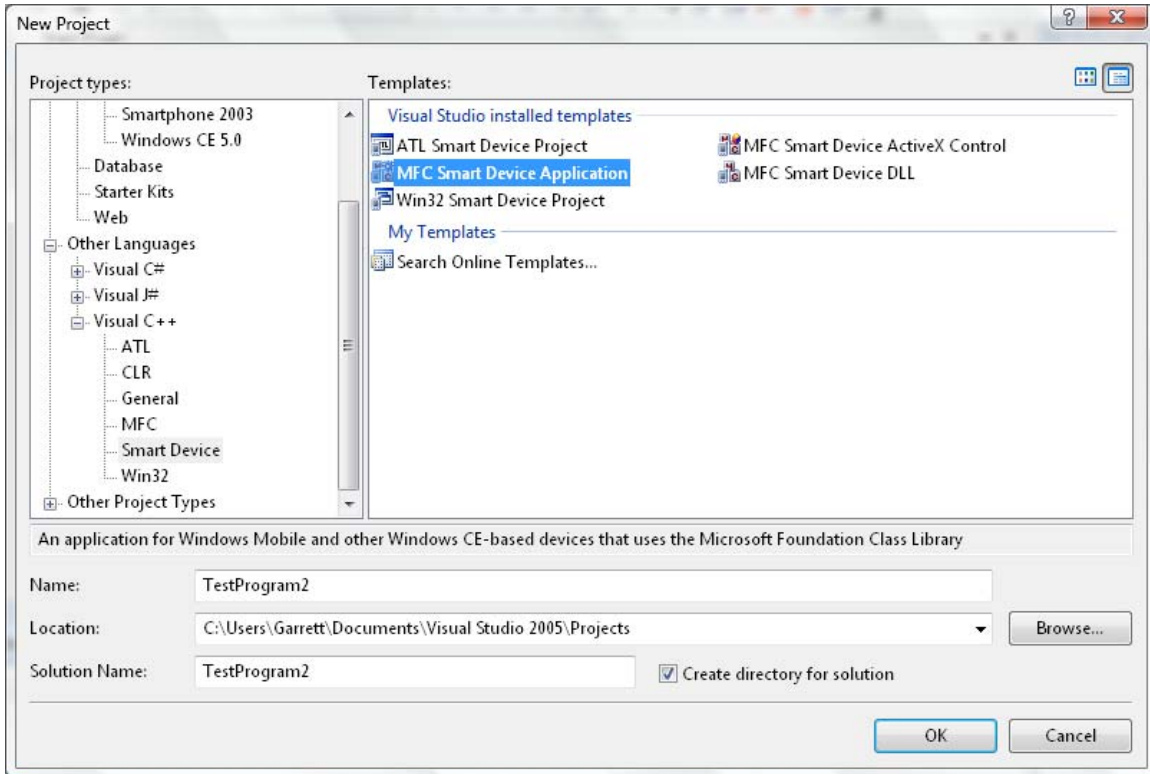 New Project
Project types:
Smartphone 2003
Windows CE 5.0
Database
Starter Kits
Web
Other Languages
Visual C#
Visual J#
Visual C++
ATL
CLR
General
MFC
Smart Device
Win32
Other Project Types
Templates:
Visual Studio installed templates
ATL Smart Device Project
MFC Smart Device ActiveX Control
MFC Smart Device Application
MFC Smart Device DLL
Win32 Smart Device Project
My Templates
Search Online Templates...
An application for Windows Mobile and other Windows CE-based devices that uses the Microsoft Foundation Class Library
Name: TestProgram2
Location: C:\Users\Garrett\Documents\Visual Studio 2005\Projects Browse...
Solution Name: TestProgram2 Create directory for solution
OK Cancel